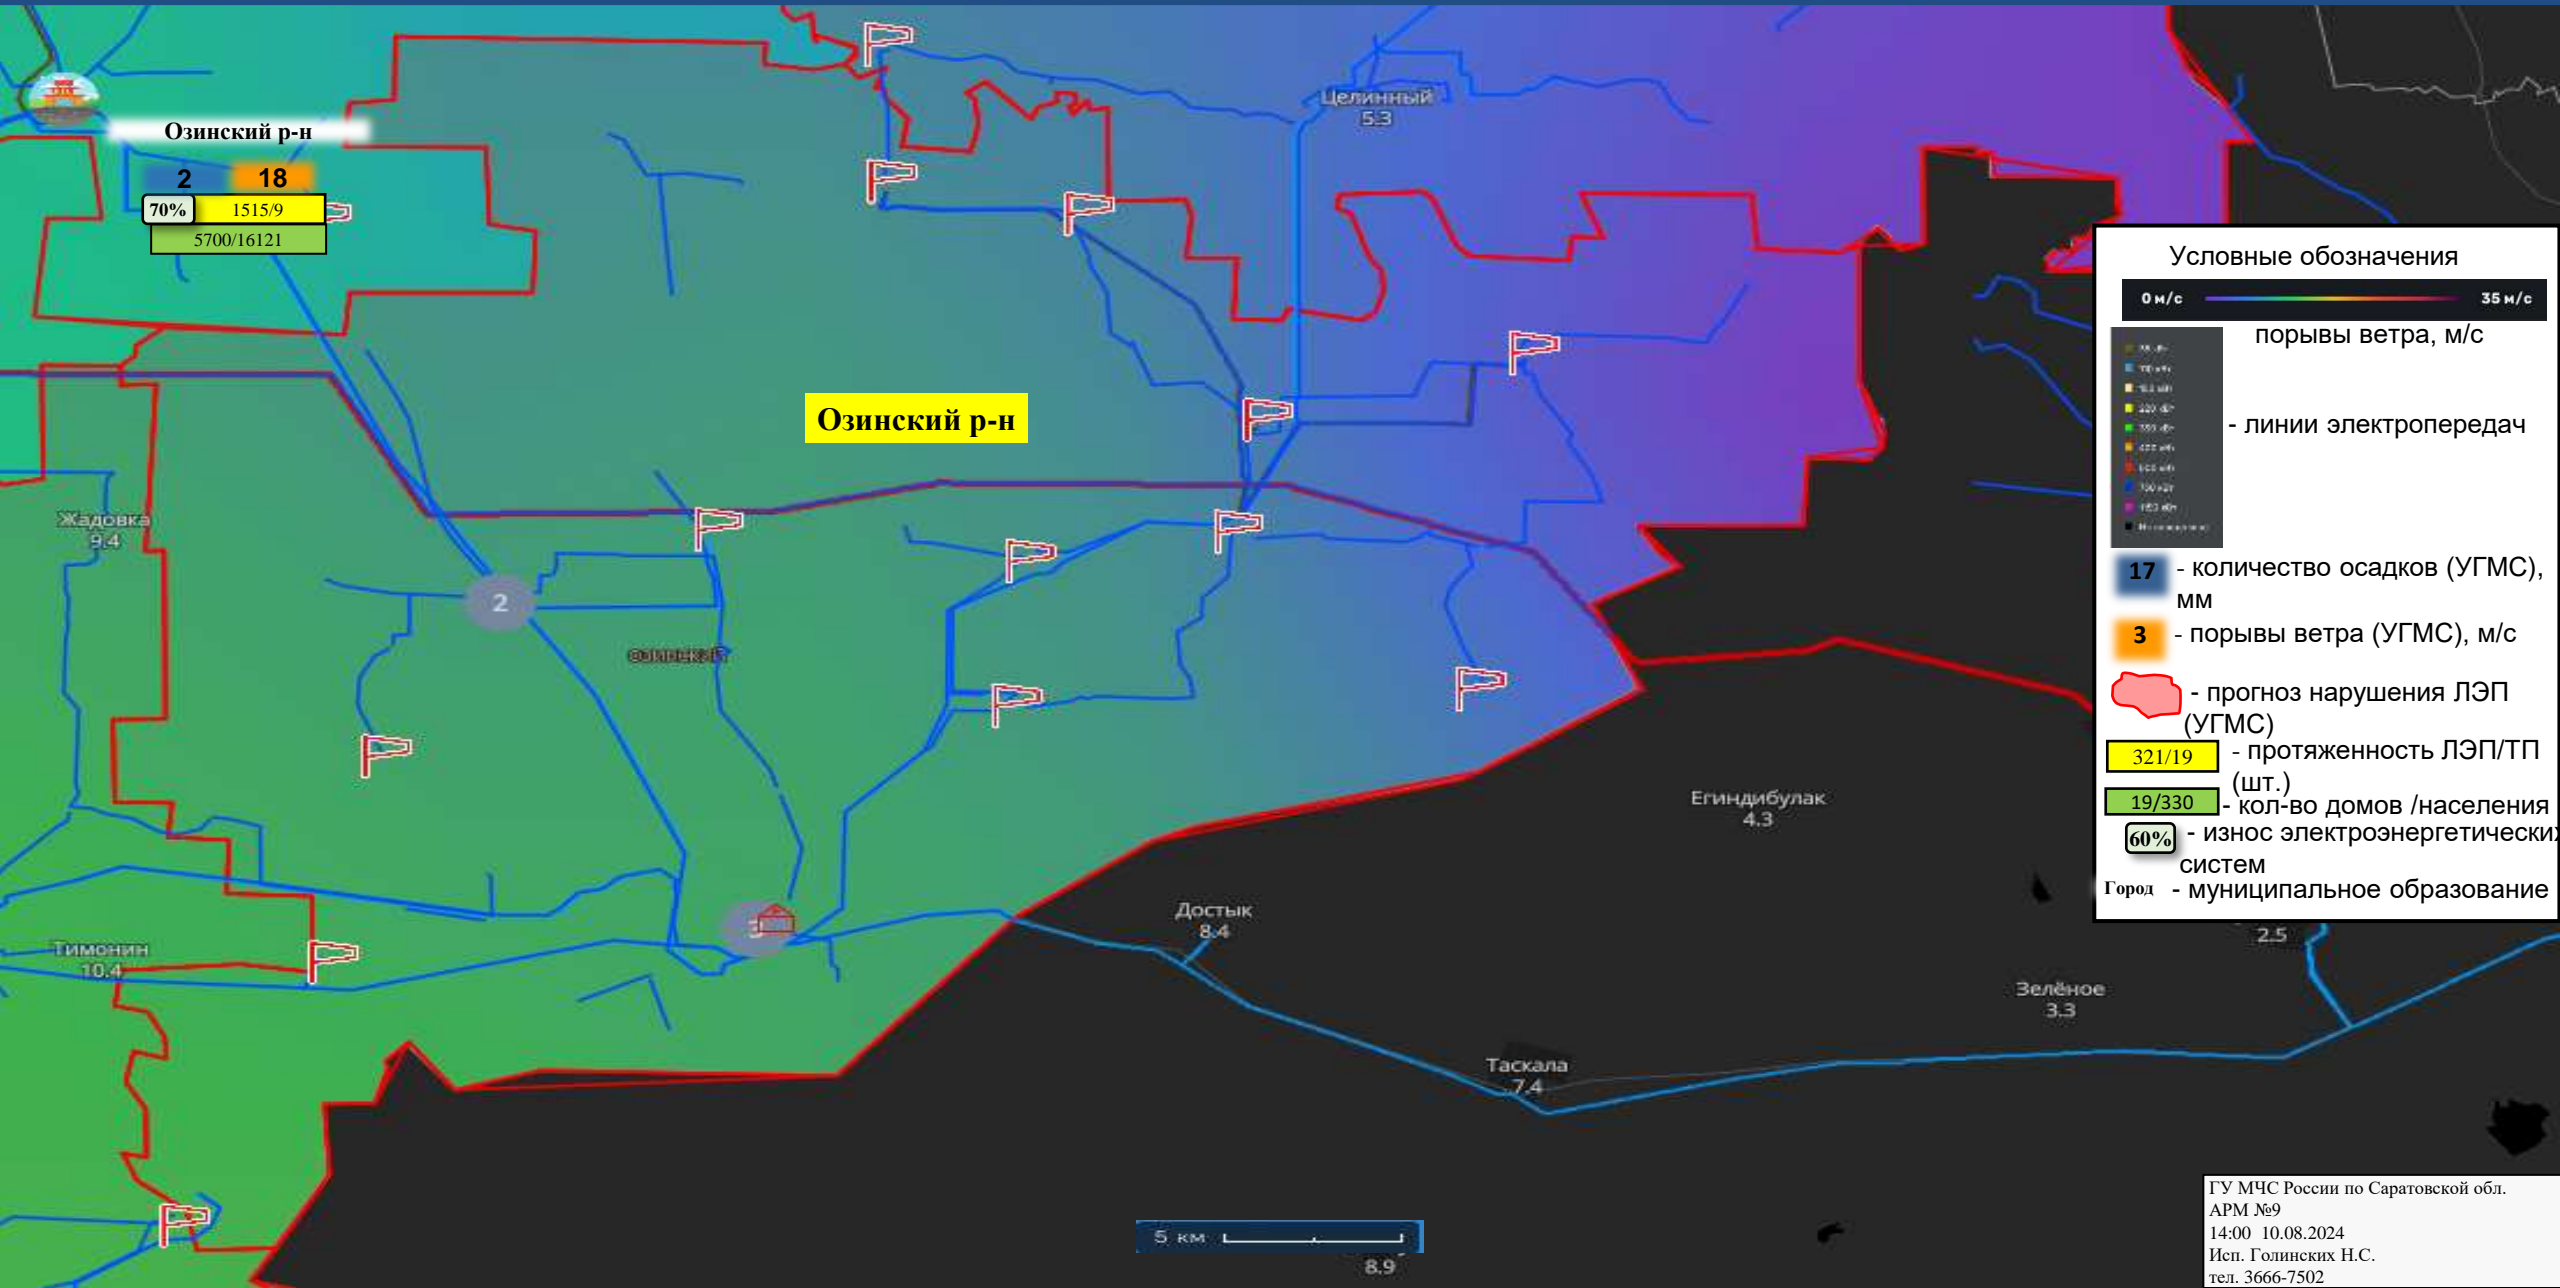 Целинный
5.3
Озинский р-н
2 18
70% 1515/9
5700/16121
Озинский р-н
Жадовка
9.4
2
озинский
3
Тимонин
10.4
Егиндибулак
4.3
Достык
8.4
2.5
Зелёное
3.3
Таскала
7.4
5 км
8.9
Условные обозначения
0 м/с 35 м/с
порывы ветра, м/с
- линии электропередач
17 - количество осадков (УГМС),
мм
3 - порывы ветра (УГМС), м/с
- прогноз нарушения ЛЭП
(УГМС)
321/19 - протяженность ЛЭП/ТП
(шт.)
19/330 - кол-во домов /населения
60% - износ электроэнергетических
систем
Город - муниципальное образование
ГУ МЧС России по Саратовской обл.
АРМ №9
14:00 10.08.2024
Исп. Голинских Н.С.
тел. 3666-7502